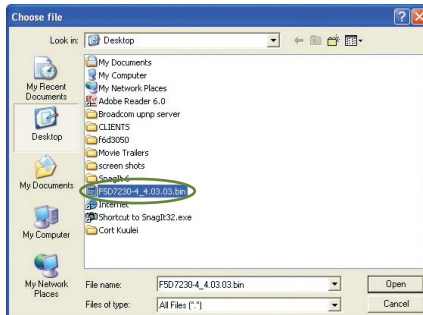 Choose file
Look in:
Desktop
My Recent
Documents
Desktop
My Documents
My Computer
My Network
Places
My Documents
My Computer
My Network Places
Adobe Reader 6.0
Broadcom upnp server
CLIENTS
f6d3050
Movie Trailers
screen shots
SnagIt 6
F5D7230-4_4.03.03.bin
Internet
Shortcut to SnagIt32.exe
Cort Kuulei
File name:
F5D7230-4_4.03.03.bin
Open
Files of type:
All Files (*.*)
Cancel